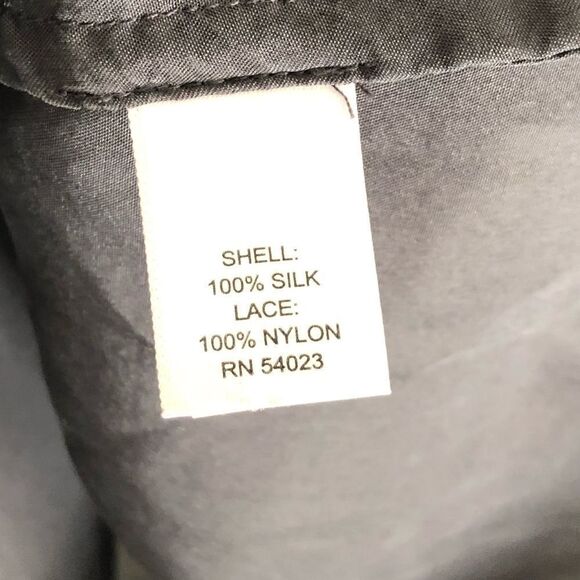 SHELL:
100% SILK
LACE:
100% NYLON
RN 54023